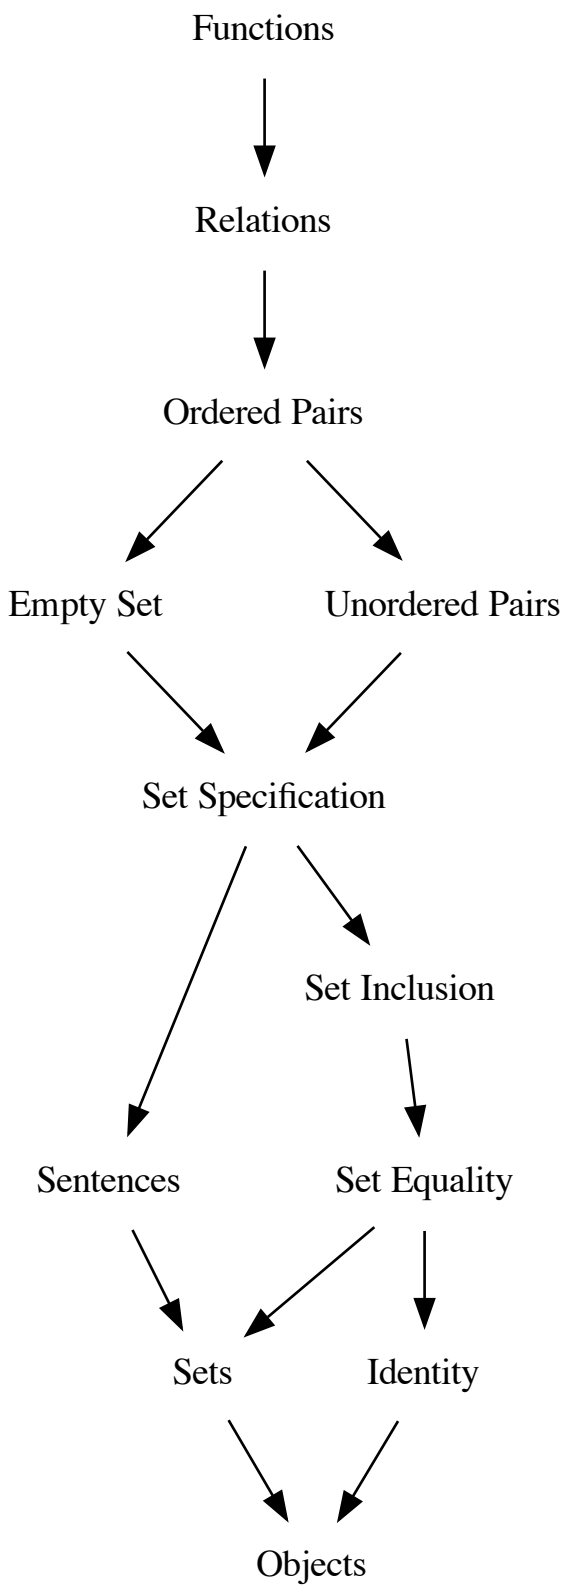 Functions
Relations
Ordered Pairs
Empty Set
Unordered Pairs
Set Specification
Set Inclusion
Sentences
Set Equality
Sets
Identity
Objects